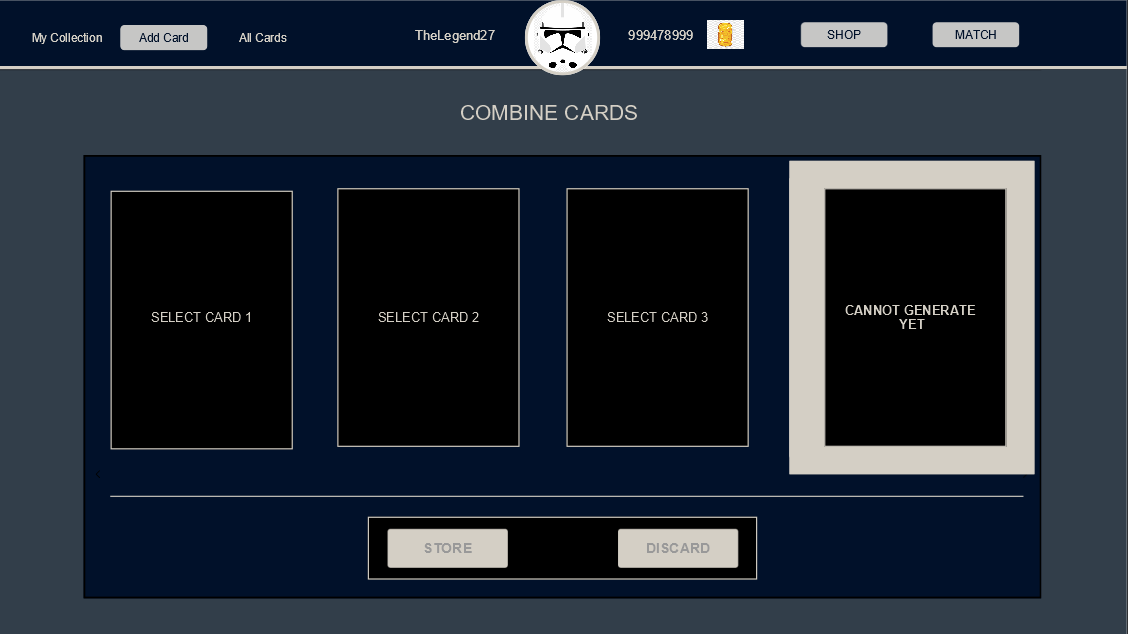 My Collection
Add Card
All Cards
TheLegend27
999478999
SHOP
MATCH
COMBINE CARDS
SELECT CARD 1
SELECT CARD 2
SELECT CARD 3
CANNOT GENERATE
YET
STORE
DISCARD